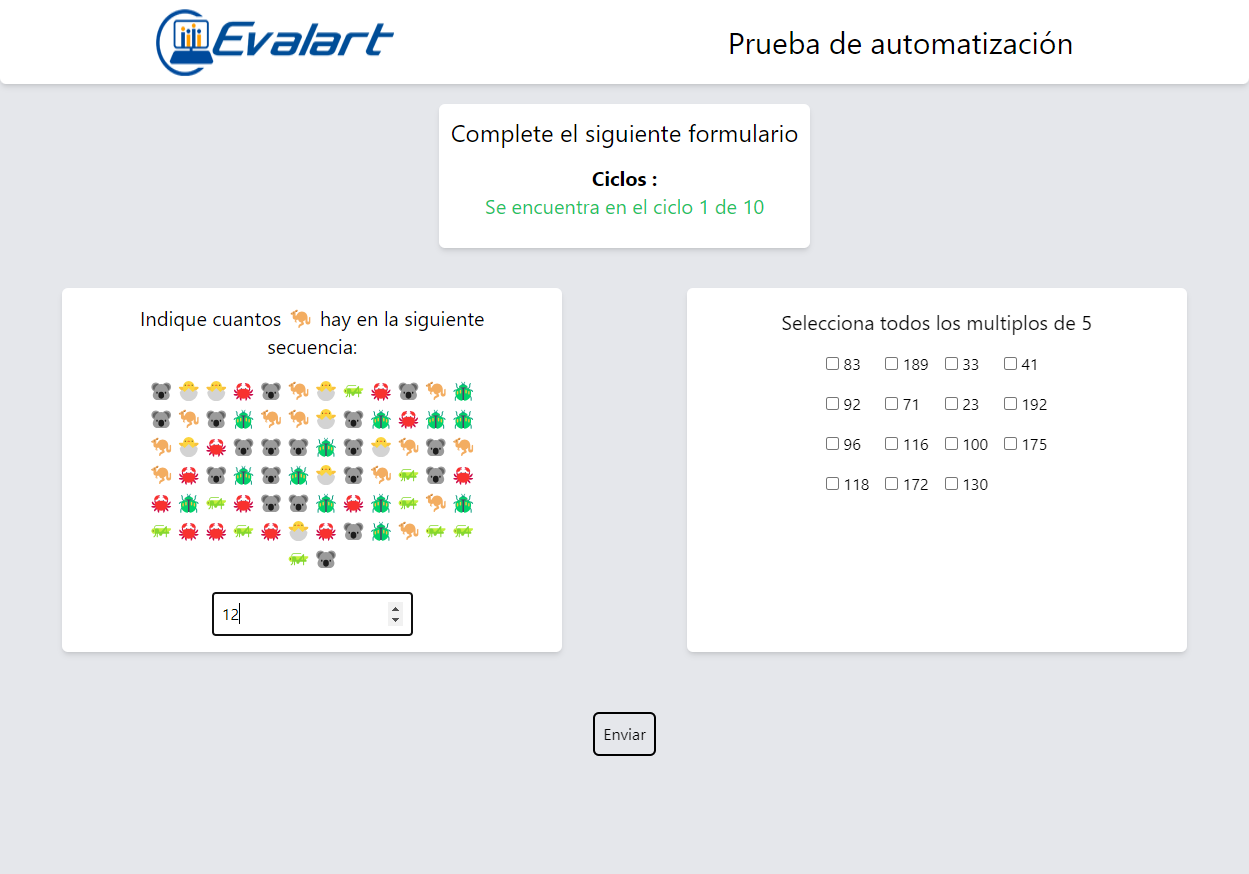 Evalart
Prueba de automatización
Complete el siguiente formulario
Ciclos :
Se encuentra en el ciclo 1 de 10
Indique cuantos 🦘 hay en la siguiente
secuencia:
12
Selecciona todos los multiplos de 5
83 189 33 41
92 71 23 192
96 116 100 175
118 172 130
Enviar